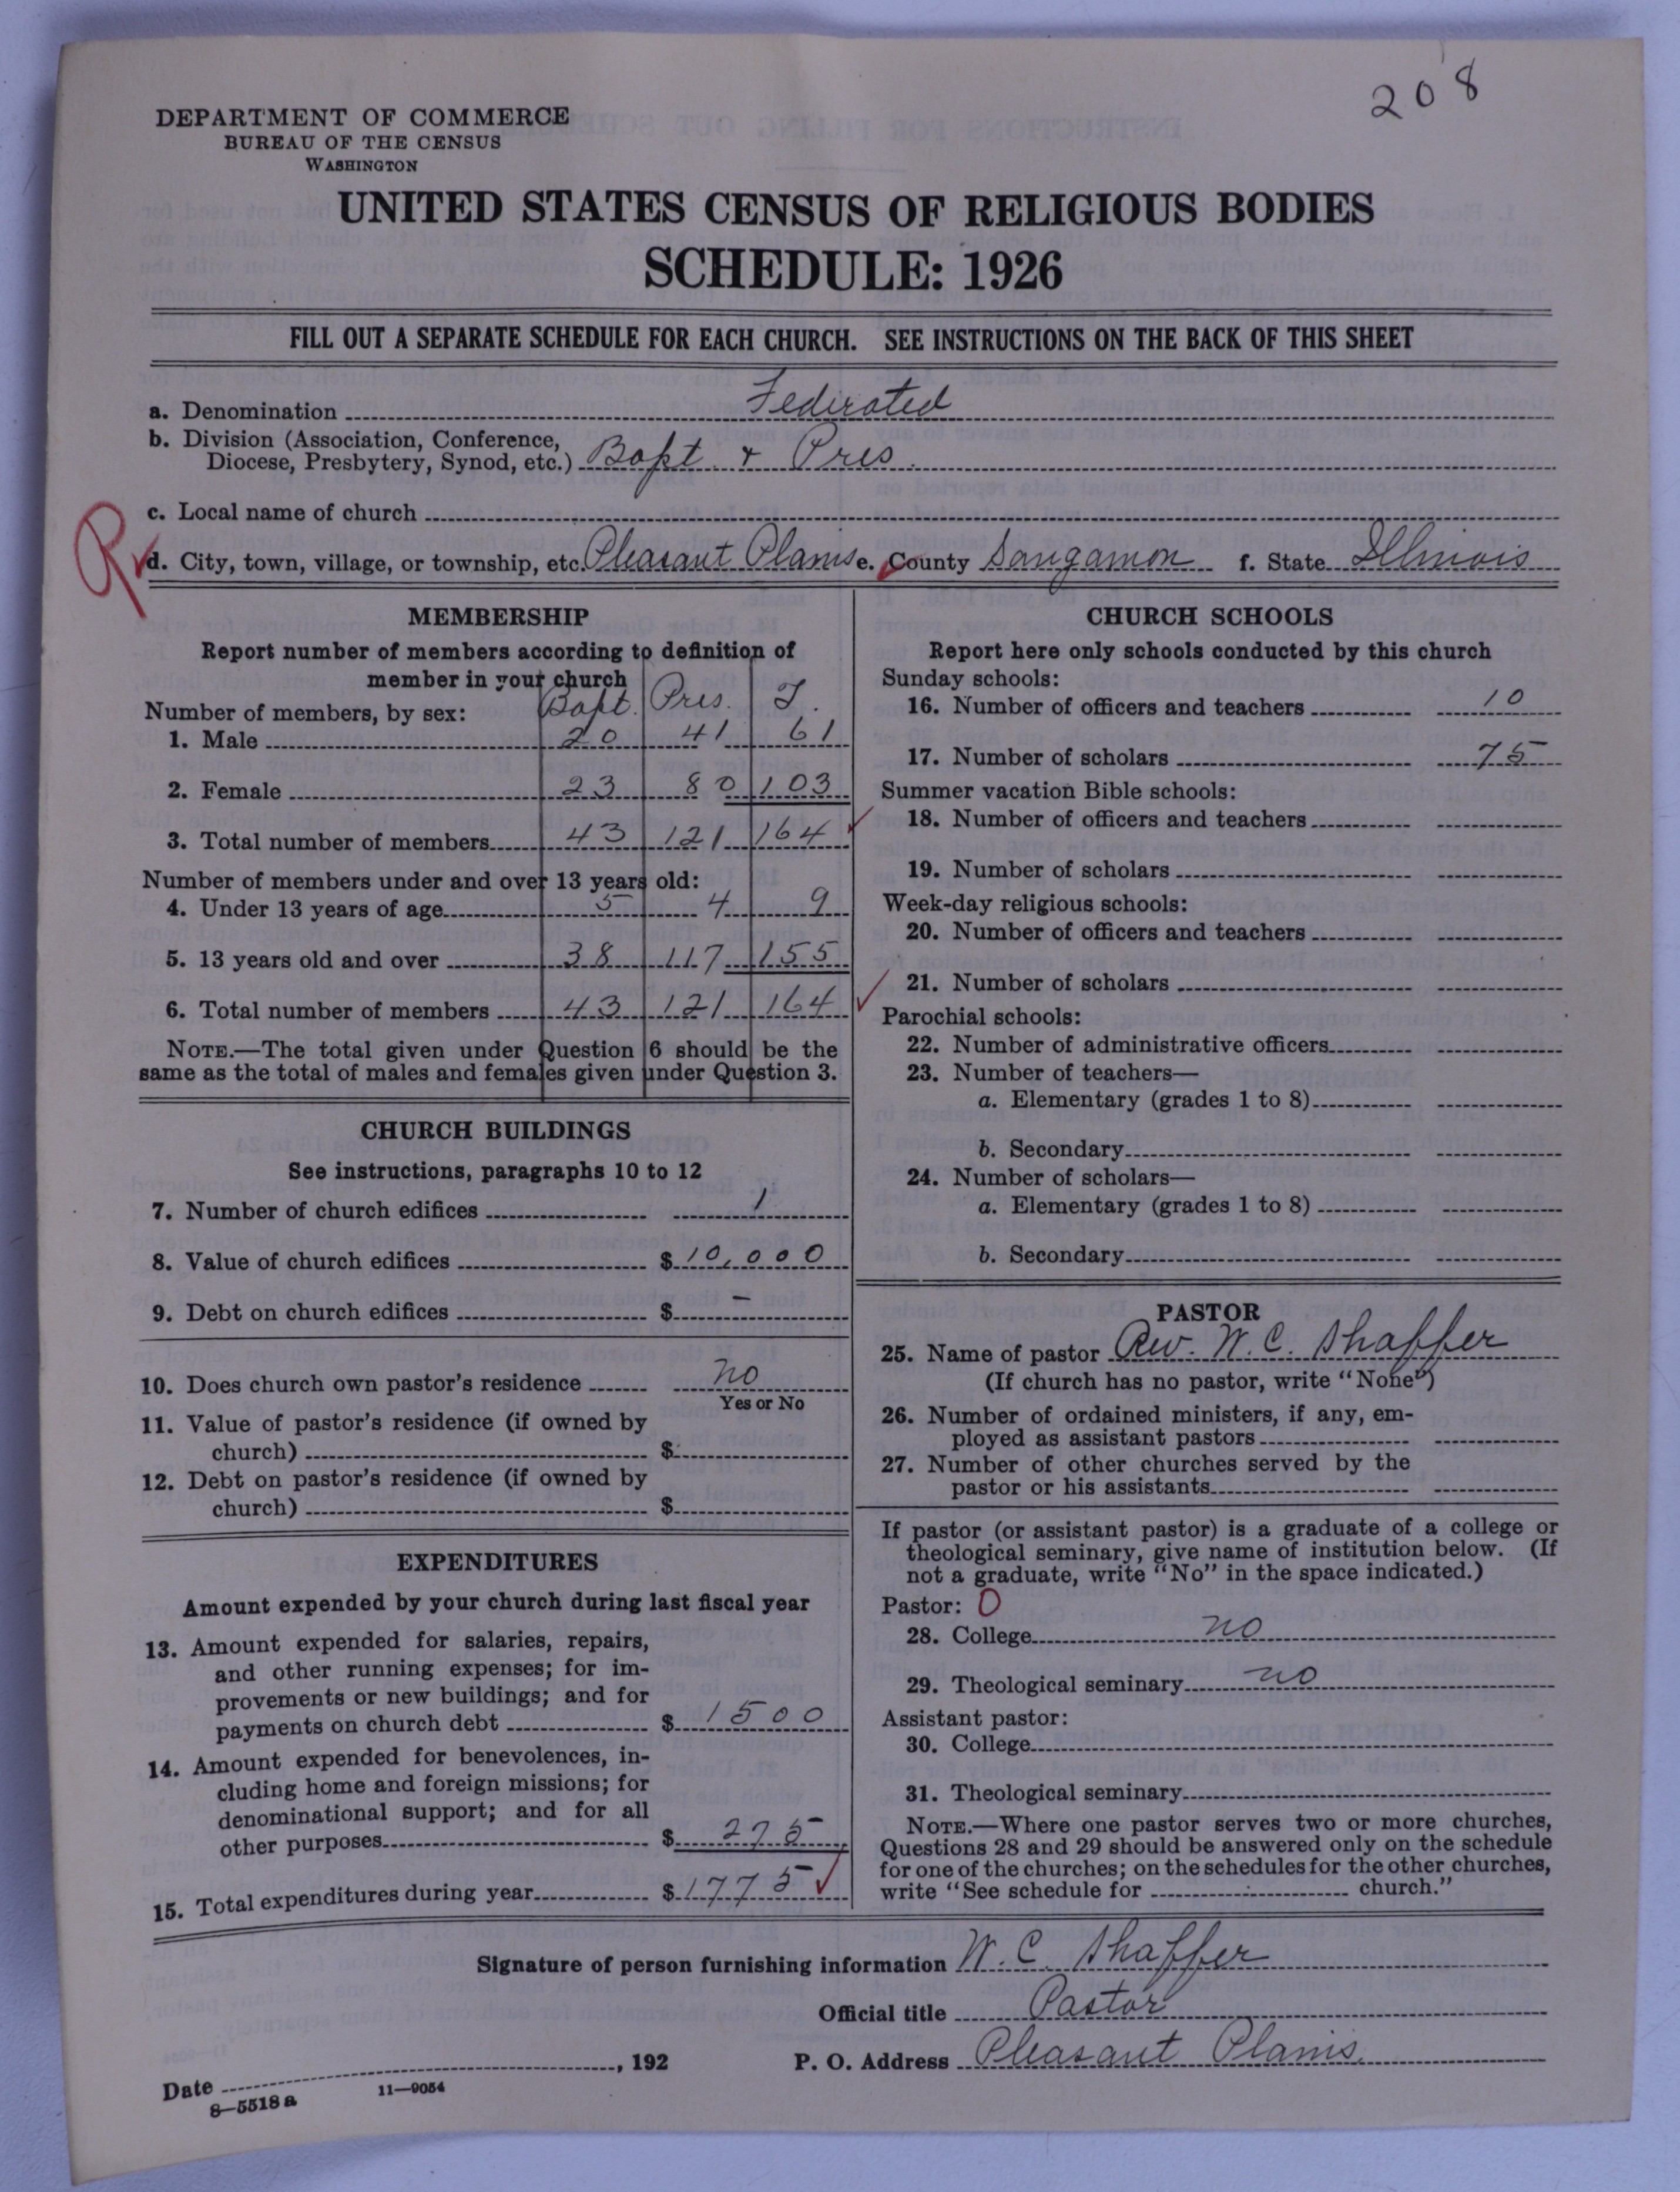 208
DEPARTMENT OF COMMERCE
BUREAU OF THE CENSUS
WASHINGTON
UNITED STATES CENSUS OF RELIGIOUS BODIES
SCHEDULE: 1926
FILL OUT A SEPARATE SCHEDULE FOR EACH CHURCH. SEE INSTRUCTIONS ON THE BACK OF THIS SHEET
a. Denomination Federated
b. Division (Association, Conference,
Diocese, Presbytery, Synod, etc.) Bapt. + Pres.
c. Local name of church
R
d. City, town, village, or township, etc. Pleasant Plains e. County Sangamon f. State Illinois
MEMBERSHIP
Report number of members according to definition of
member in your church
Number of members, by sex: Bapt. Pres. T.
1. Male 20 41 61
2. Female 23 80 103
3. Total number of members 43 121 164
Number of members under and over 13 years old:
4. Under 13 years of age 5 4 9
5. 13 years old and over 38 117 155
6. Total number of members 43 121 164
NOTE.—The total given under Question 6 should be the
same as the total of males and females given under Question 3.
CHURCH BUILDINGS
See instructions, paragraphs 10 to 12
7. Number of church edifices 1
8. Value of church edifices $ 10,000
9. Debt on church edifices $ -
10. Does church own pastor's residence no
Yes or No
11. Value of pastor's residence (if owned by
church) $
12. Debt on pastor's residence (if owned by
church) $
EXPENDITURES
Amount expended by your church during last fiscal year
13. Amount expended for salaries, repairs,
and other running expenses; for im-
provements or new buildings; and for
payments on church debt $ 1500
14. Amount expended for benevolences, in-
cluding home and foreign missions; for
denominational support; and for all
other purposes $ 275
15. Total expenditures during year $ 1775
CHURCH SCHOOLS
Report here only schools conducted by this church
Sunday schools:
16. Number of officers and teachers 10
17. Number of scholars 75
Summer vacation Bible schools:
18. Number of officers and teachers
19. Number of scholars
Week-day religious schools:
20. Number of officers and teachers
21. Number of scholars
Parochial schools:
22. Number of administrative officers
23. Number of teachers—
a. Elementary (grades 1 to 8)
b. Secondary
24. Number of scholars—
a. Elementary (grades 1 to 8)
b. Secondary
PASTOR
25. Name of pastor Rev. W. C. Shaffer
(If church has no pastor, write "None")
26. Number of ordained ministers, if any, em-
ployed as assistant pastors
27. Number of other churches served by the
pastor or his assistants
If pastor (or assistant pastor) is a graduate of a college or
theological seminary, give name of institution below. (If
not a graduate, write "No" in the space indicated.)
Pastor: 0
28. College no
29. Theological seminary no
Assistant pastor:
30. College
31. Theological seminary
NOTE.—Where one pastor serves two or more churches,
Questions 28 and 29 should be answered only on the schedule
for one of the churches; on the schedules for the other churches,
write "See schedule for church."
Signature of person furnishing information W. C. Shaffer
Official title Pastor
Date , 192 P. O. Address Pleasant Plains
8—5518 a 11—9054